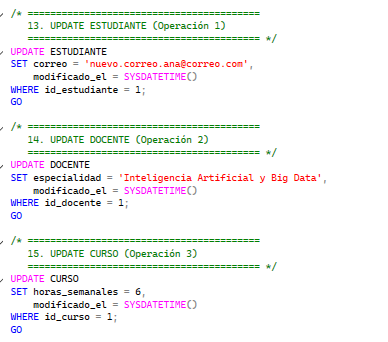 /* ========================================
13. UPDATE ESTUDIANTE (Operación 1)
======================================== */
UPDATE ESTUDIANTE
SET correo = 'nuevo.correo.ana@correo.com',
modificado_el = SYSDATETIME()
WHERE id_estudiante = 1;
GO
/* ========================================
14. UPDATE DOCENTE (Operación 2)
======================================== */
UPDATE DOCENTE
SET especialidad = 'Inteligencia Artificial y Big Data',
modificado_el = SYSDATETIME()
WHERE id_docente = 1;
GO
/* ========================================
15. UPDATE CURSO (Operación 3)
======================================== */
UPDATE CURSO
SET horas_semanales = 6,
modificado_el = SYSDATETIME()
WHERE id_curso = 1;
GO